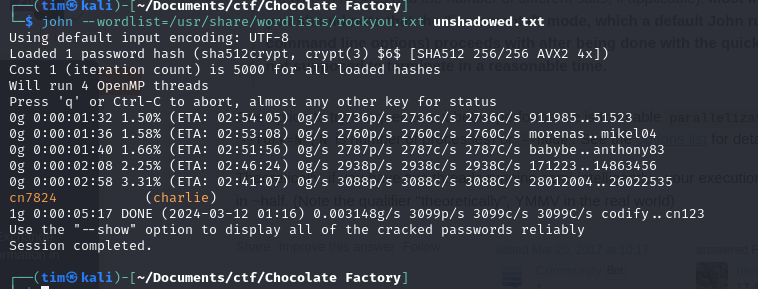 ┌──(tim㉿kali)-[~/Documents/ctf/Chocolate Factory]
└─$ john --wordlist=/usr/share/wordlists/rockyou.txt unshadowed.txt
Using default input encoding: UTF-8
Loaded 1 password hash (sha512crypt, crypt(3) $6$ [SHA512 256/256 AVX2 4x])
Cost 1 (iteration count) is 5000 for all loaded hashes
Will run 4 OpenMP threads
Press 'q' or Ctrl-C to abort, almost any other key for status
0g 0:00:01:32 1.50% (ETA: 02:54:05) 0g/s 2736p/s 2736c/s 2736C/s 911985..51523
0g 0:00:01:36 1.58% (ETA: 02:53:08) 0g/s 2760p/s 2760c/s 2760C/s morenas..mikel04
0g 0:00:01:40 1.66% (ETA: 02:51:56) 0g/s 2787p/s 2787c/s 2787C/s babybe..anthony83
0g 0:00:02:08 2.25% (ETA: 02:46:24) 0g/s 2938p/s 2938c/s 2938C/s 171223..14863456
0g 0:00:02:58 3.31% (ETA: 02:41:07) 0g/s 3088p/s 3088c/s 3088C/s 28012004..26022535
cn7824 (charlie)
1g 0:00:05:17 DONE (2024-03-12 01:16) 0.003148g/s 3099p/s 3099c/s 3099C/s codify..cn123
Use the "--show" option to display all of the cracked passwords reliably
Session completed.
┌──(tim㉿kali)-[~/Documents/ctf/Chocolate Factory]